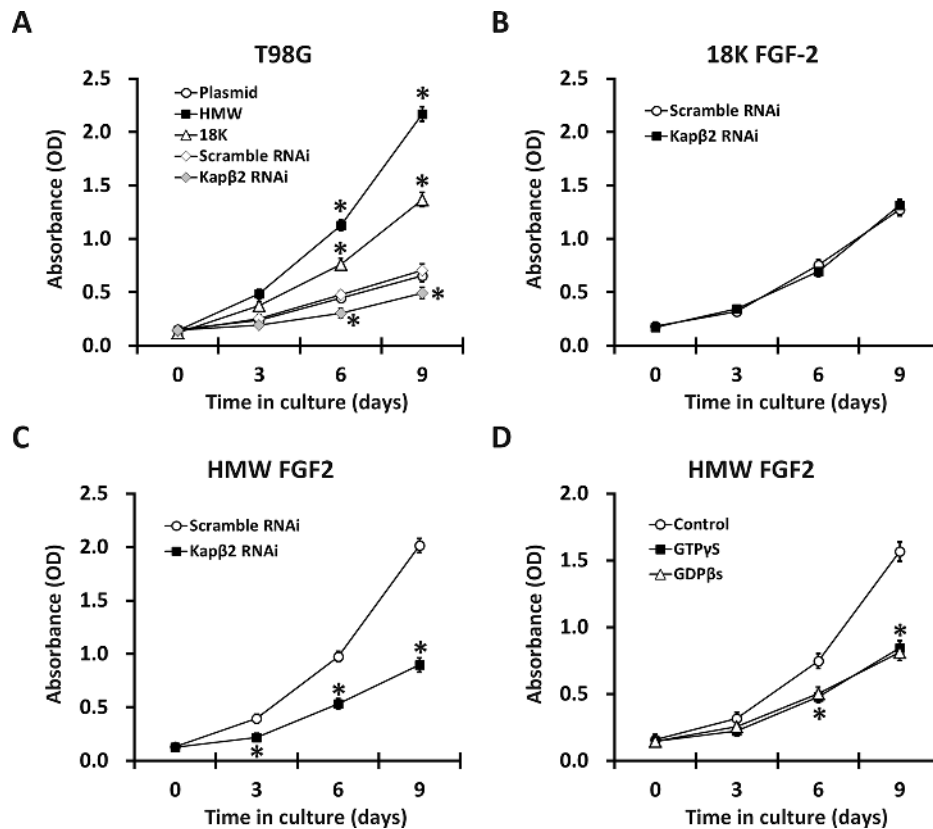 A
T98G
Plasmid
HMW
18K
Scramble RNAi
Kapβ2 RNAi
Absorbance (OD)
2.5
2.0
1.5
1.0
0.5
0.0
* * * * * *
0 3 6 9
Time in culture (days)
B
18K FGF-2
Scramble RNAi
Kapβ2 RNAi
Absorbance (OD)
2.5
2.0
1.5
1.0
0.5
0.0
0 3 6 9
Time in culture (days)
C
HMW FGF2
Scramble RNAi
Kapβ2 RNAi
Absorbance (OD)
2.5
2.0
1.5
1.0
0.5
0.0
* * *
0 3 6 9
Time in culture (days)
D
HMW FGF2
Control
GTPγS
GDPβs
Absorbance (OD)
2.0
1.5
1.0
0.5
0.0
* *
0 3 6 9
Time in culture (days)